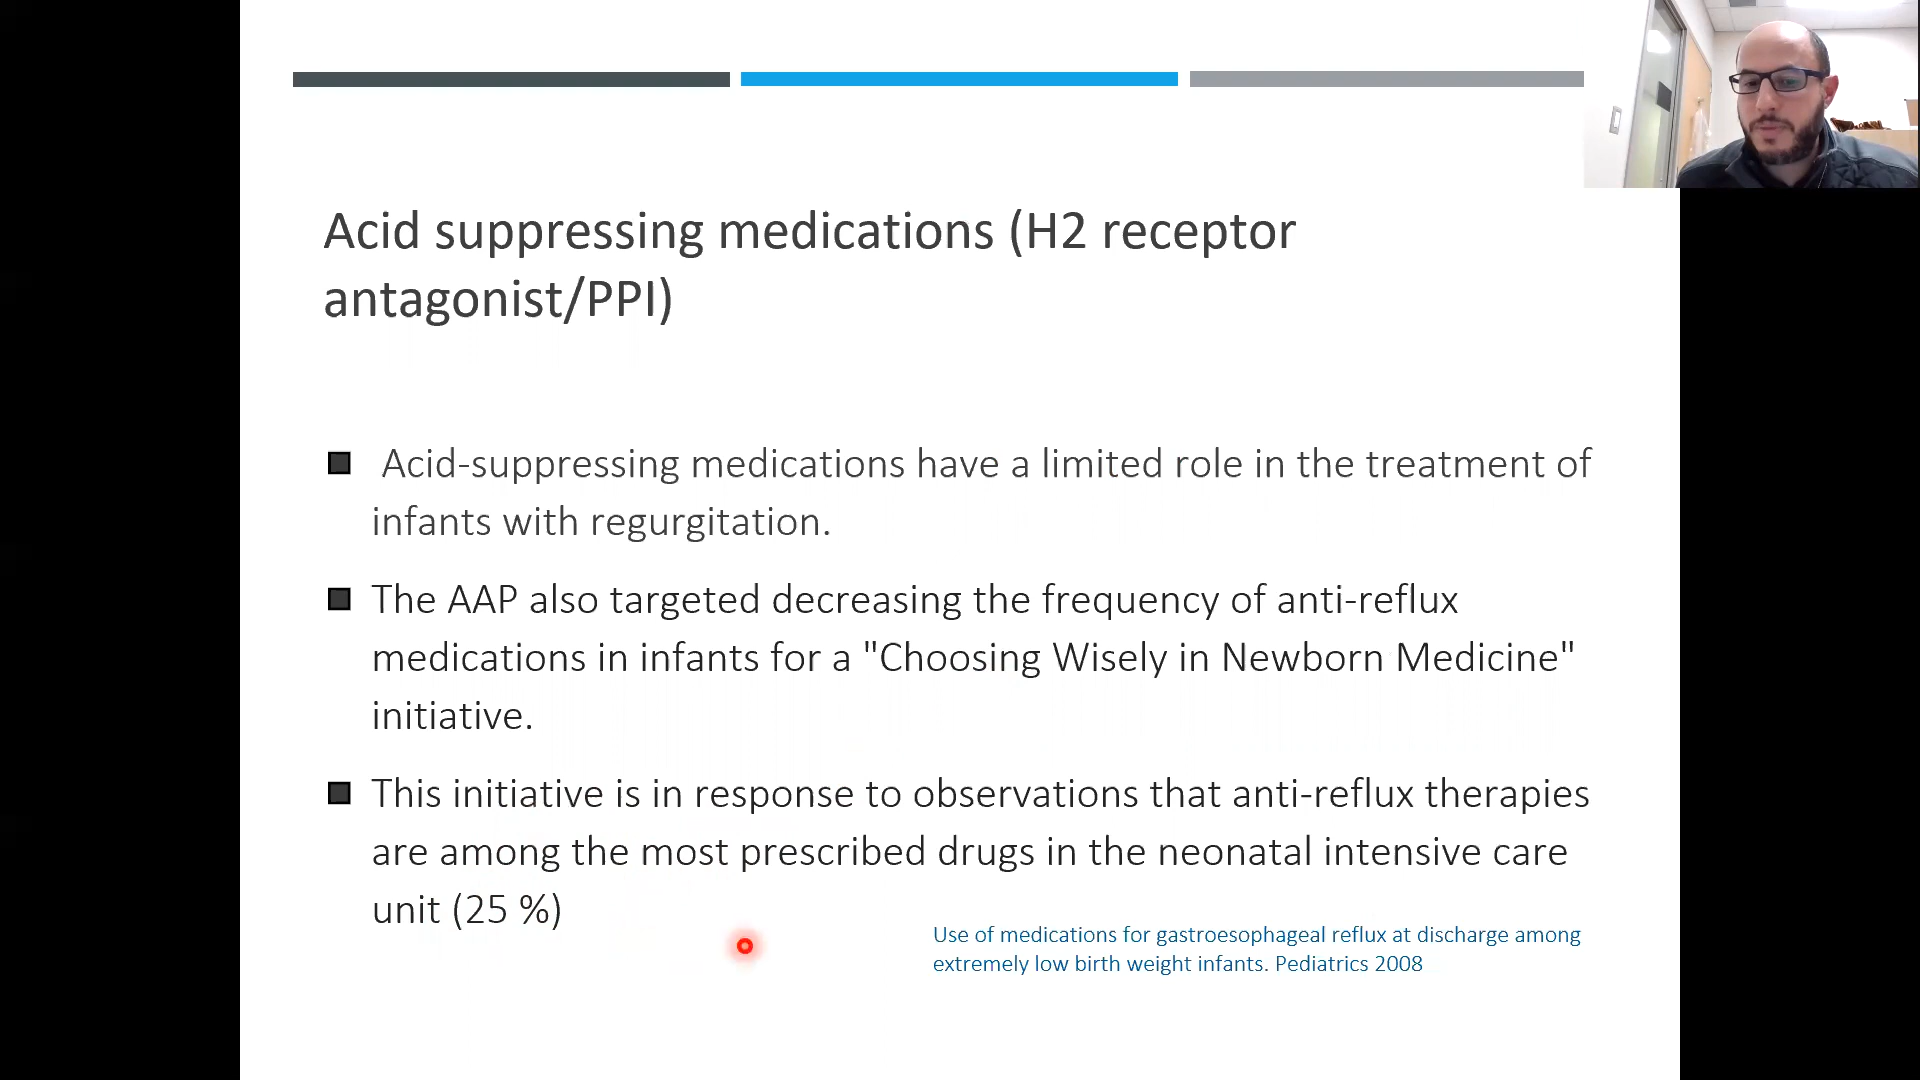 Acid suppressing medications (H2 receptor
antagonist/PPI)
Acid-suppressing medications have a limited role in the treatment of
infants with regurgitation.
The AAP also targeted decreasing the frequency of anti-reflux
medications in infants for a "Choosing Wisely in Newborn Medicine"
initiative.
This initiative is in response to observations that anti-reflux therapies
are among the most prescribed drugs in the neonatal intensive care
unit (25 %)
Use of medications for gastroesophageal reflux at discharge among
extremely low birth weight infants. Pediatrics 2008